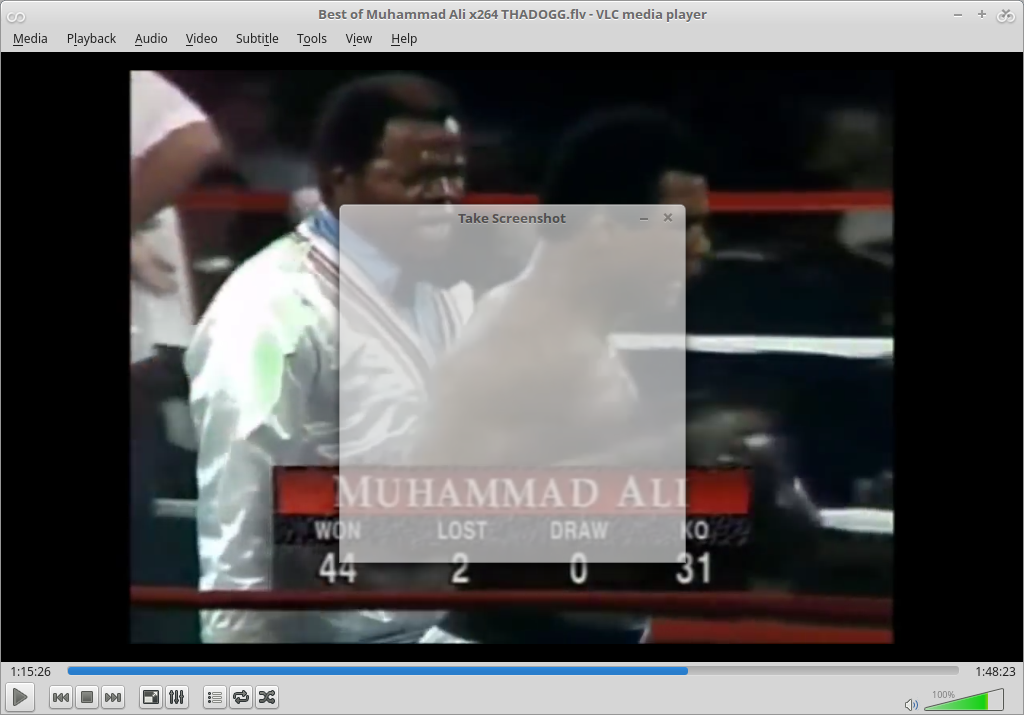 Best of Muhammad Ali x264 THADOGG.flv - VLC media player
Media Playback Audio Video Subtitle Tools View Help
Take Screenshot
MUHAMMAD ALI
WON LOST DRAW KO
44 2 0 31
1:15:26 1:48:23
100%